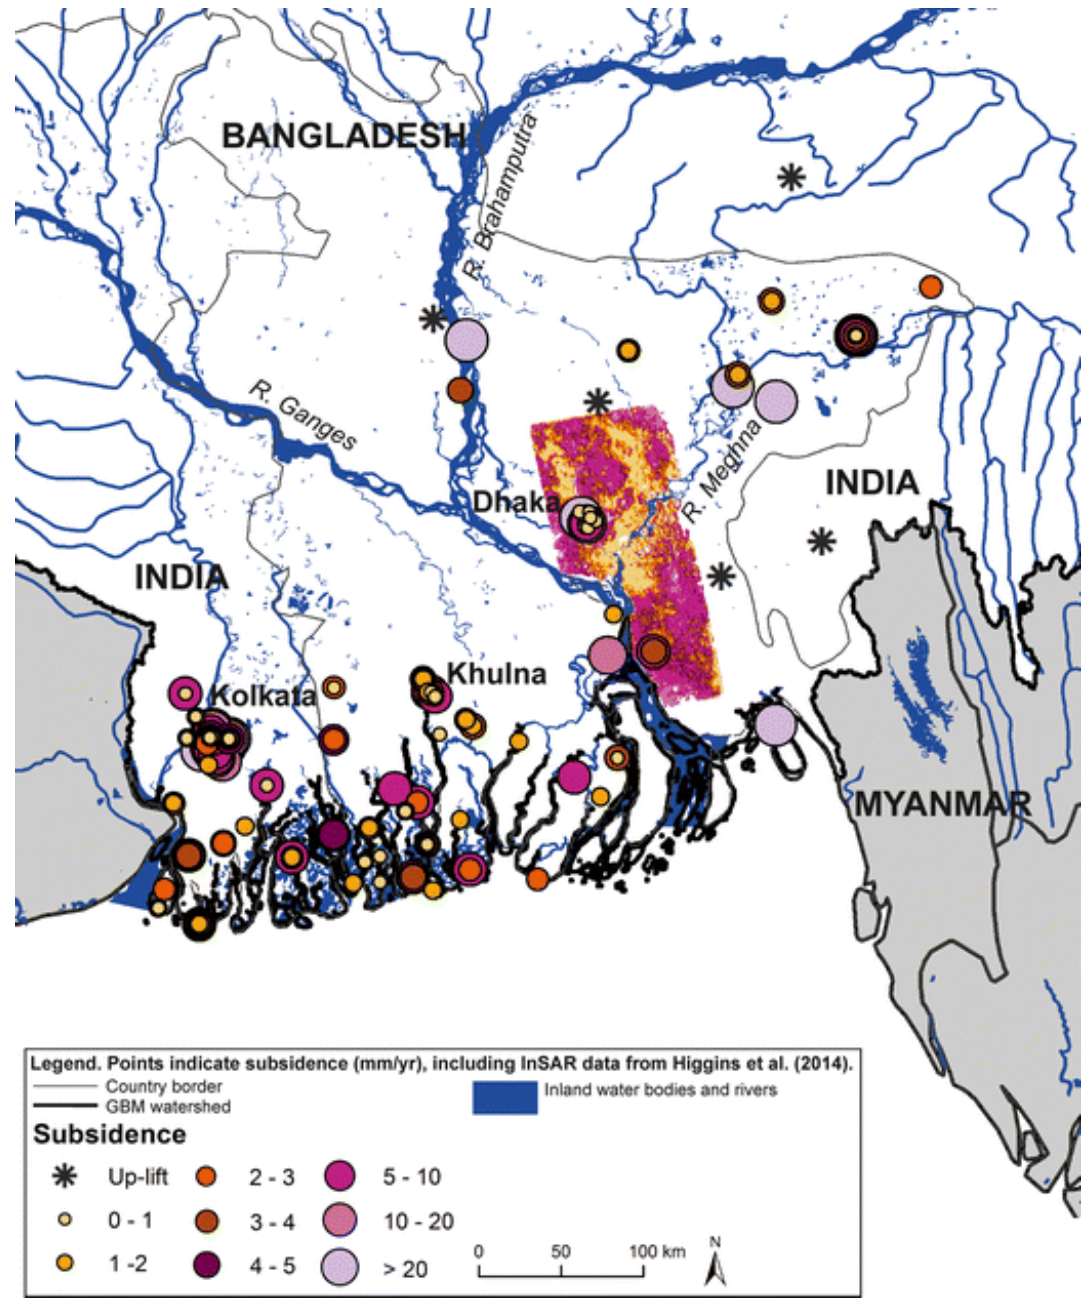 BANGLADESH
R. Brahamputra
R. Ganges
R. Meghna
Dhaka
INDIA
INDIA
Khulna
Kolkata
MYANMAR
Legend. Points indicate subsidence (mm/yr), including InSAR data from Higgins et al. (2014).
Country border
Inland water bodies and rivers
GBM watershed
Subsidence
Up-lift
2 - 3
5 - 10
0 - 1
3 - 4
10 - 20
1 -2
4 - 5
> 20
0 50 100 km
N